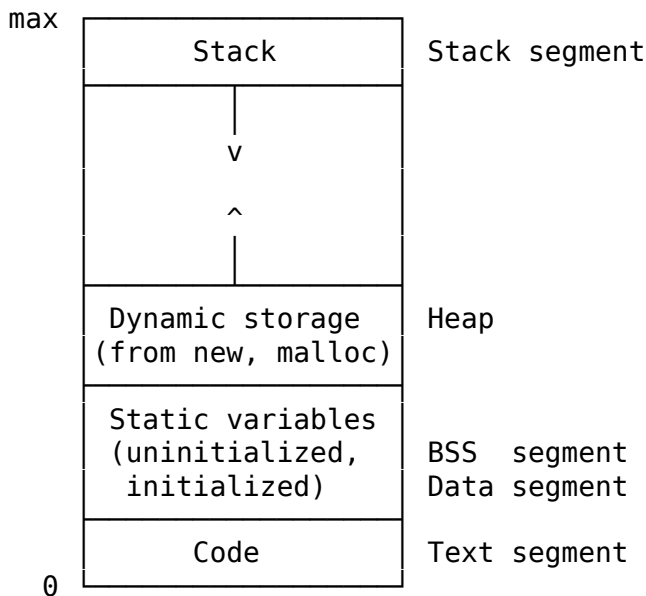 max
Stack Stack segment
v
^
Dynamic storage Heap
(from new, malloc)
Static variables
(uninitialized, BSS segment
initialized) Data segment
Code Text segment
0